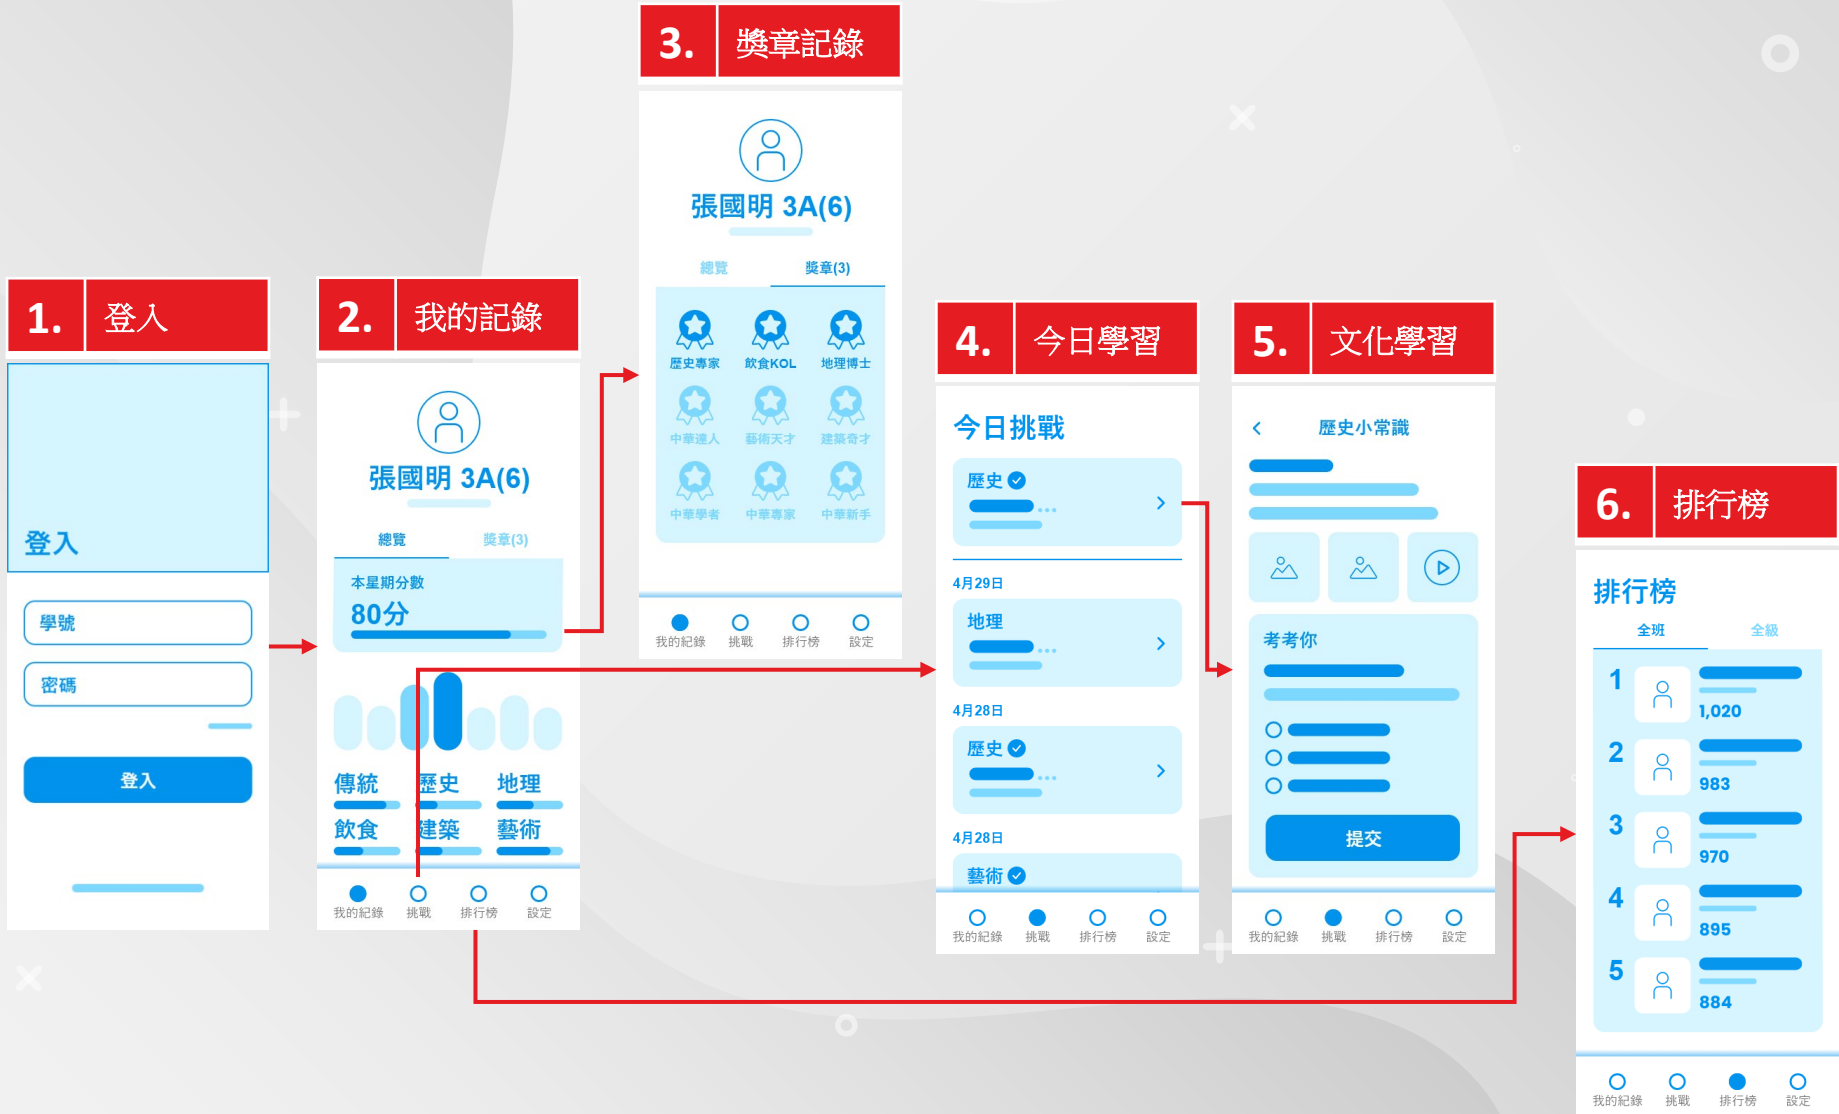 1. 登入
登入
學號
密碼
登入
2. 我的記錄
張國明 3A(6)
總覽 獎章(3)
本星期分數
80分
傳統 歷史 地理
飲食 建築 藝術
我的紀錄 挑戰 排行榜 設定
3. 獎章記錄
張國明 3A(6)
總覽 獎章(3)
歷史專家 飲食KOL 地理博士
中華達人 藝術天才 建築奇才
中華學者 中華專家 中華新手
我的紀錄 挑戰 排行榜 設定
4. 今日學習
今日挑戰
歷史
4月29日
地理
4月28日
歷史
4月28日
藝術
我的紀錄 挑戰 排行榜 設定
5. 文化學習
歷史小常識
考考你
提交
我的紀錄 挑戰 排行榜 設定
6. 排行榜
排行榜
全班 全級
1
1,020
2
983
3
970
4
895
5
884
我的紀錄 挑戰 排行榜 設定